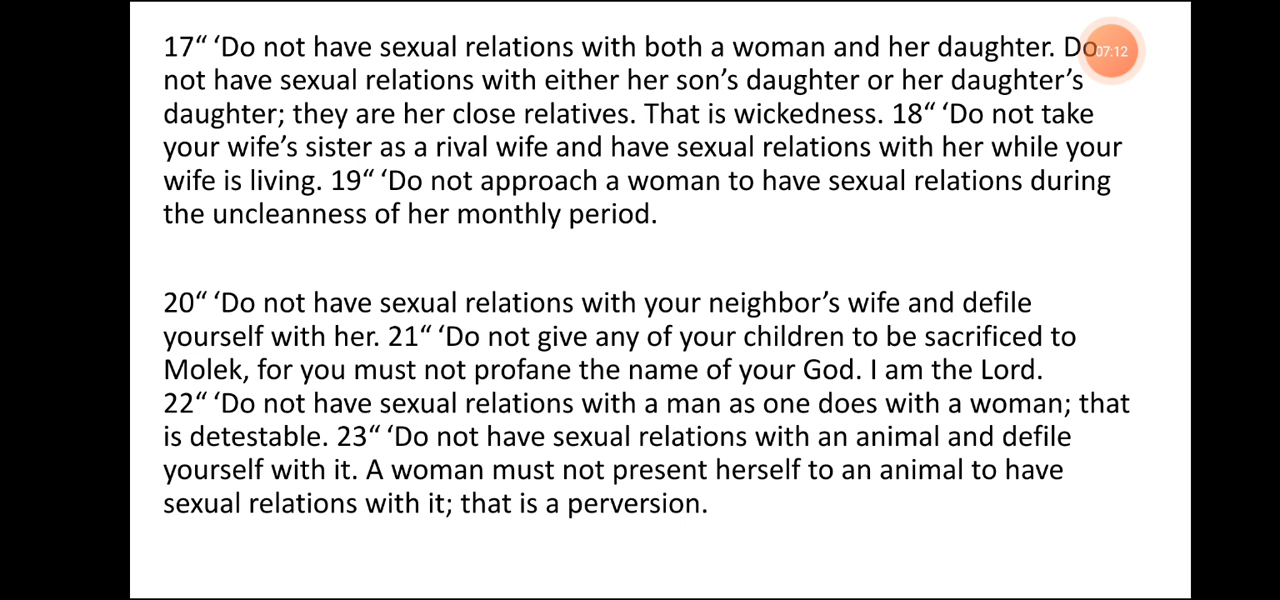 17“ ‘Do not have sexual relations with both a woman and her daughter. Do
07:12
not have sexual relations with either her son’s daughter or her daughter’s
daughter; they are her close relatives. That is wickedness. 18“ ‘Do not take
your wife’s sister as a rival wife and have sexual relations with her while your
wife is living. 19“ ‘Do not approach a woman to have sexual relations during
the uncleanness of her monthly period.
20“ ‘Do not have sexual relations with your neighbor’s wife and defile
yourself with her. 21“ ‘Do not give any of your children to be sacrificed to
Molek, for you must not profane the name of your God. I am the Lord.
22“ ‘Do not have sexual relations with a man as one does with a woman; that
is detestable. 23“ ‘Do not have sexual relations with an animal and defile
yourself with it. A woman must not present herself to an animal to have
sexual relations with it; that is a perversion.